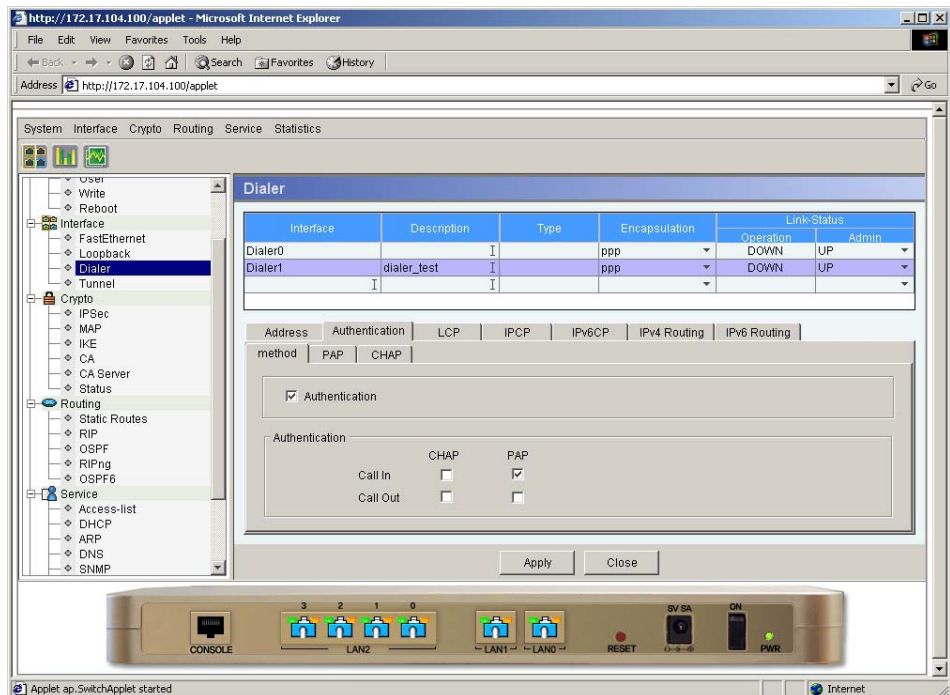 http://172.17.104.100/applet - Microsoft Internet Explorer
File Edit View Favorites Tools Help
Back Search Favorites History
Address http://172.17.104.100/applet Go
System Interface Crypto Routing Service Statistics
User
Write
Reboot
Interface
FastEthernet
Loopback
Dialer
Tunnel
Crypto
IPSec
MAP
IKE
CA
CA Server
Status
Routing
Static Routes
RIP
OSPF
RIPng
OSPF6
Service
Access-list
DHCP
ARP
DNS
SNMP
Dialer
Interface Description Type Encapsulation Link-Status
Operation Admin
Dialer0 ppp DOWN UP
Dialer1 dialer_test ppp DOWN UP
Address Authentication LCP IPCP IPv6CP IPv4 Routing IPv6 Routing
method PAP CHAP
Authentication
Authentication
CHAP PAP
Call In
Call Out
Apply Close
3 2 1 0
5V 5A ON
CONSOLE LAN2 LAN1 LAN0 RESET PWR
Applet ap.SwitchApplet started Internet